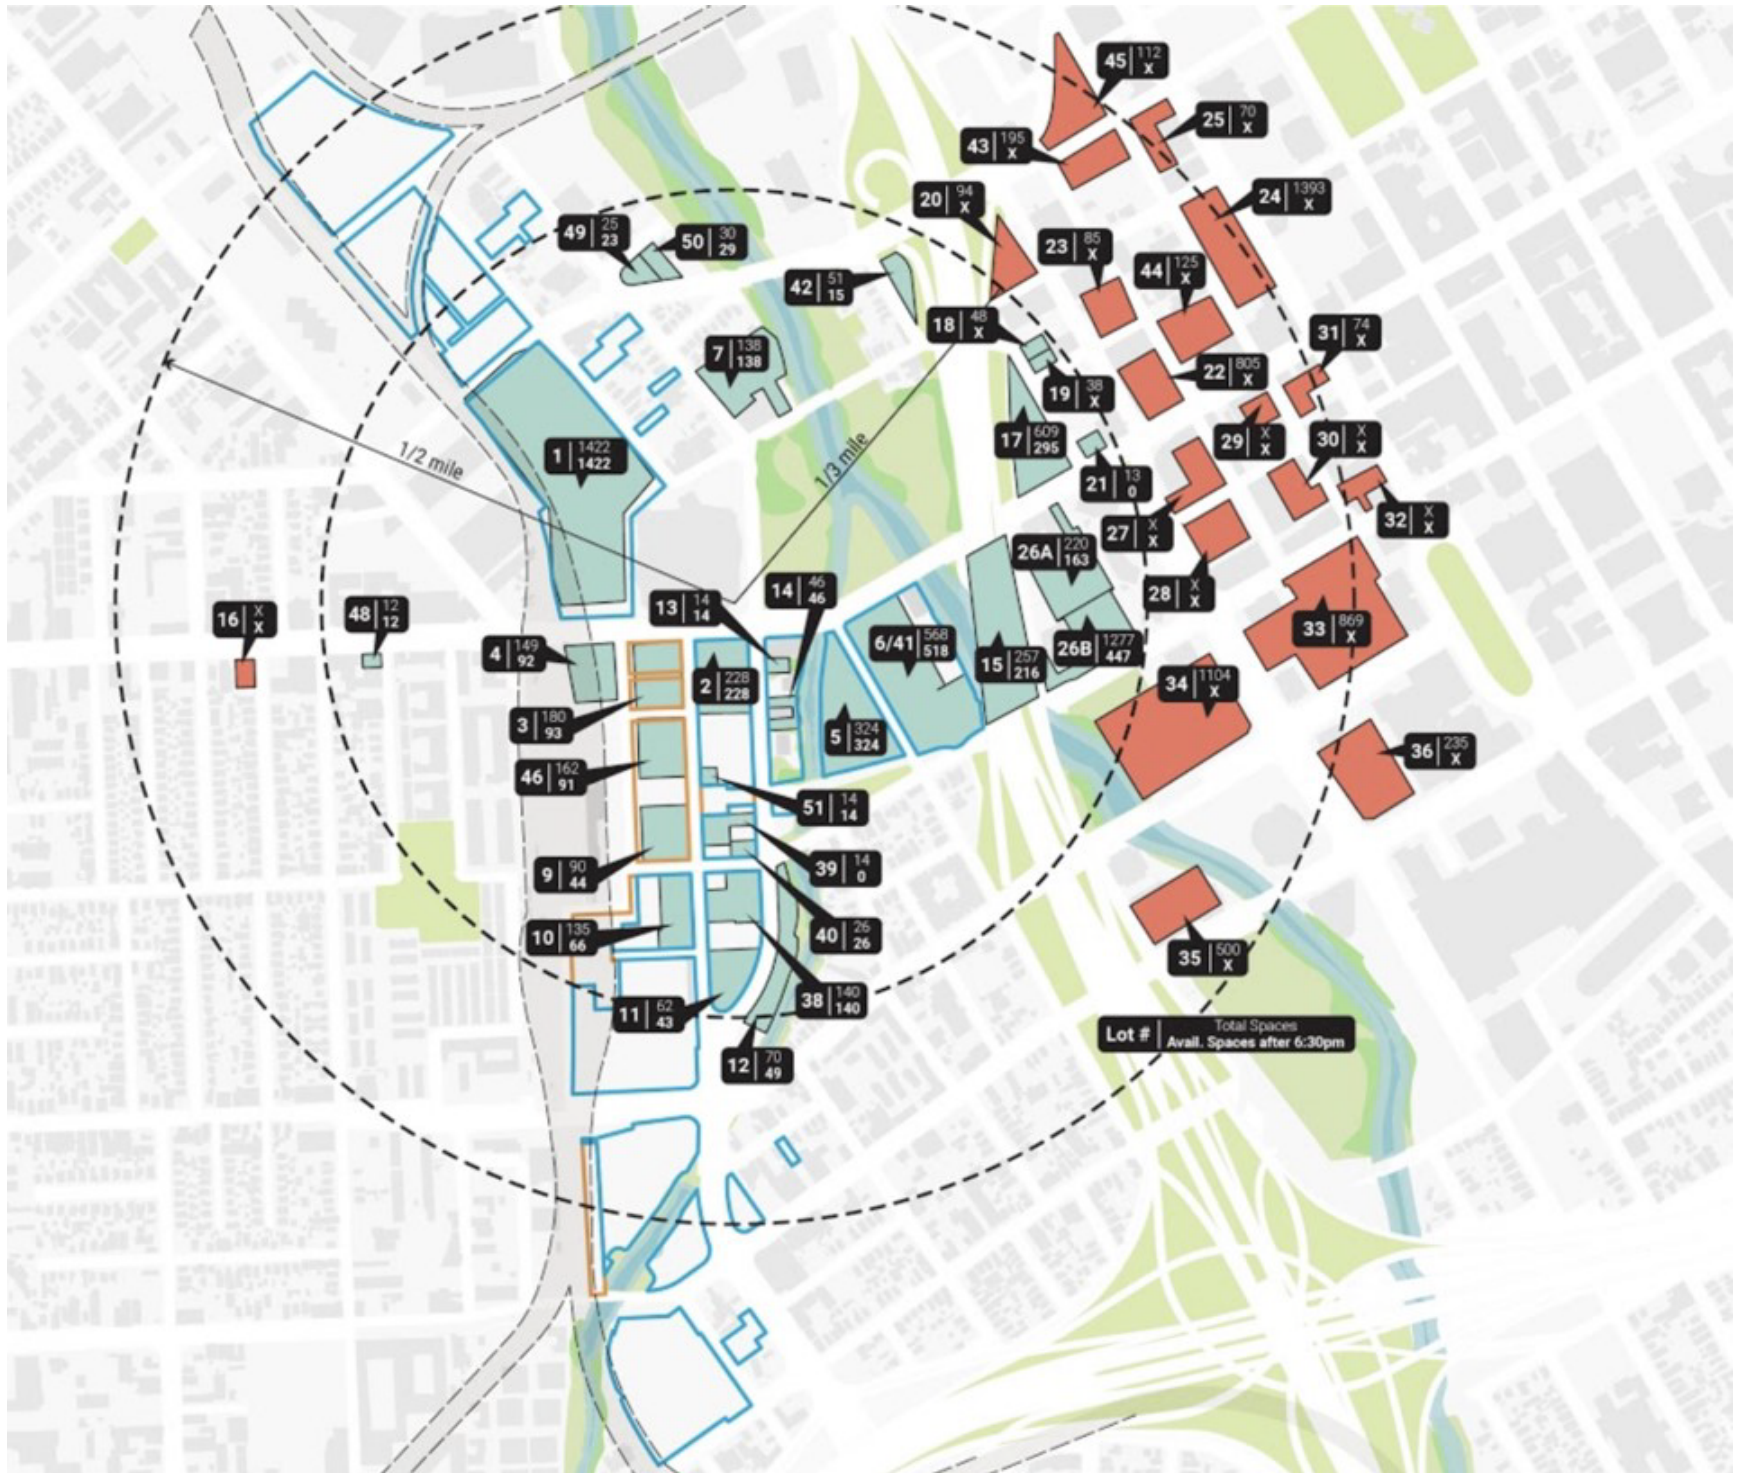 45 | 112
X
25 | 70
X
43 | 195
X
24 | 1393
X
20 | 94
X
49 | 25
23
50 | 30
29
23 | 85
X
44 | 125
X
42 | 51
15
18 | 48
X
31 | 74
X
7 | 138
138
22 | 805
X
19 | 38
X
17 | 609
295
29 | X
X
30 | X
X
1 | 1422
1422
1/2 mile
1/3 mile
21 | 13
0
32 | X
X
27 | X
X
26A | 220
163
28 | X
X
14 | 46
46
13 | 14
14
16 | X
X
48 | 12
12
33 | 869
X
6/41 | 568
518
26B | 1277
447
4 | 149
92
15 | 257
216
2 | 228
228
34 | 1104
X
3 | 180
93
5 | 324
324
36 | 235
X
46 | 162
91
51 | 14
14
9 | 90
44
39 | 14
0
10 | 135
66
40 | 26
26
35 | 500
X
11 | 62
43
38 | 140
140
12 | 70
49
Lot # | Total Spaces
Avail. Spaces after 6:30pm